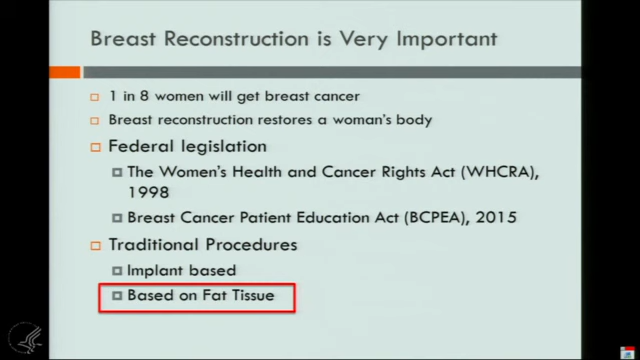 Breast Reconstruction is Very Important
1 in 8 women will get breast cancer
Breast reconstruction restores a woman's body
Federal legislation
The Women's Health and Cancer Rights Act (WHCRA),
1998
Breast Cancer Patient Education Act (BCPEA), 2015
Traditional Procedures
Implant based
Based on Fat Tissue